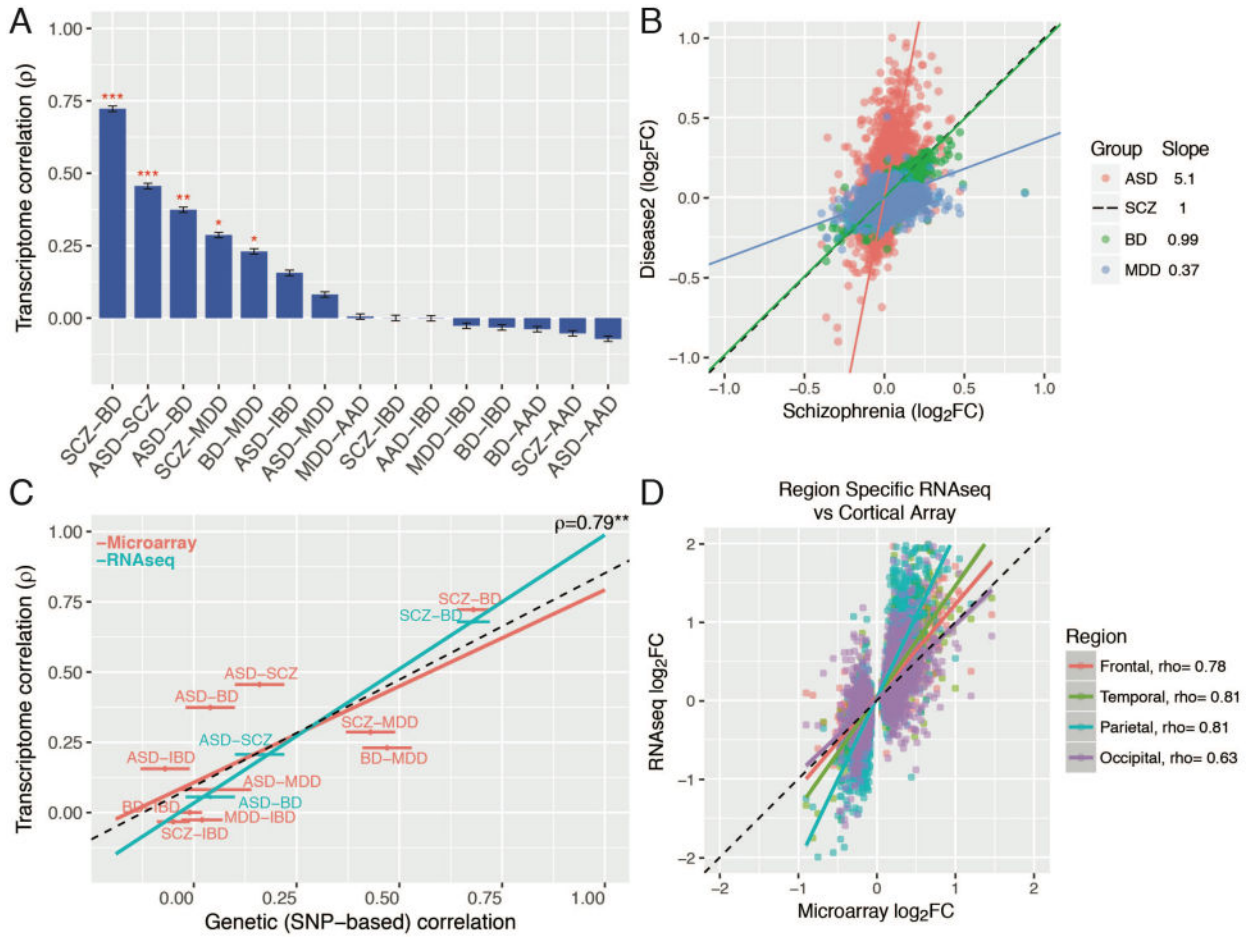 A
Transcriptome correlation (ρ)
1.00
0.75
0.50
0.25
0.00
***
***
**
*
*
SCZ−BD
ASD−SCZ
ASD−BD
SCZ−MDD
BD−MDD
ASD−IBD
ASD−MDD
MDD−AAD
SCZ−IBD
AAD−IBD
MDD−IBD
BD−IBD
BD−AAD
SCZ−AAD
ASD−AAD
B
Disease2 (log2FC)
1.0
0.5
0.0
−0.5
−1.0
−1.0 −0.5 0.0 0.5 1.0
Schizophrenia (log2FC)
Group Slope
ASD 5.1
SCZ 1
BD 0.99
MDD 0.37
C
Transcriptome correlation (ρ)
1.00
0.75
0.50
0.25
0.00
ρ=0.79**
−Microarray
−RNAseq
SCZ−BD
SCZ−BD
ASD−SCZ
ASD−BD
SCZ−MDD
ASD−SCZ
BD−MDD
ASD−IBD
ASD−MDD
ASD−BD
BD−IBD
MDD−IBD
SCZ−IBD
0.00 0.25 0.50 0.75 1.00
Genetic (SNP−based) correlation
D
Region Specific RNAseq
vs Cortical Array
RNAseq log2FC
2
1
0
−1
−2
−2 −1 0 1 2
Microarray log2FC
Region
Frontal, rho= 0.78
Temporal, rho= 0.81
Parietal, rho= 0.81
Occipital, rho= 0.63